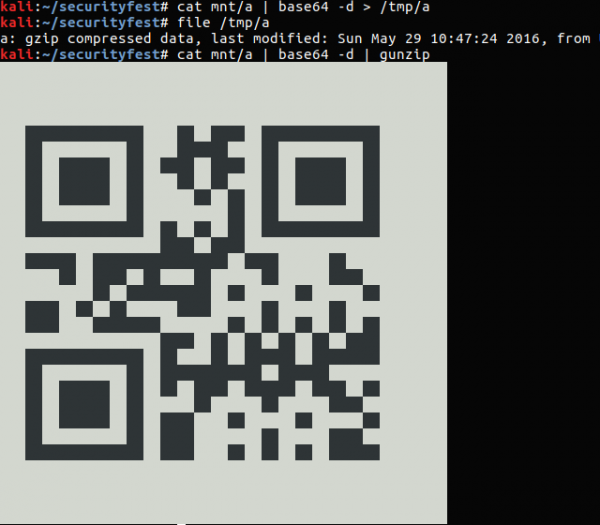 kali:~/securityfest# cat mnt/a | base64 -d > /tmp/a
kali:~/securityfest# file /tmp/a
a: gzip compressed data, last modified: Sun May 29 10:47:24 2016, from
kali:~/securityfest# cat mnt/a | base64 -d | gunzip